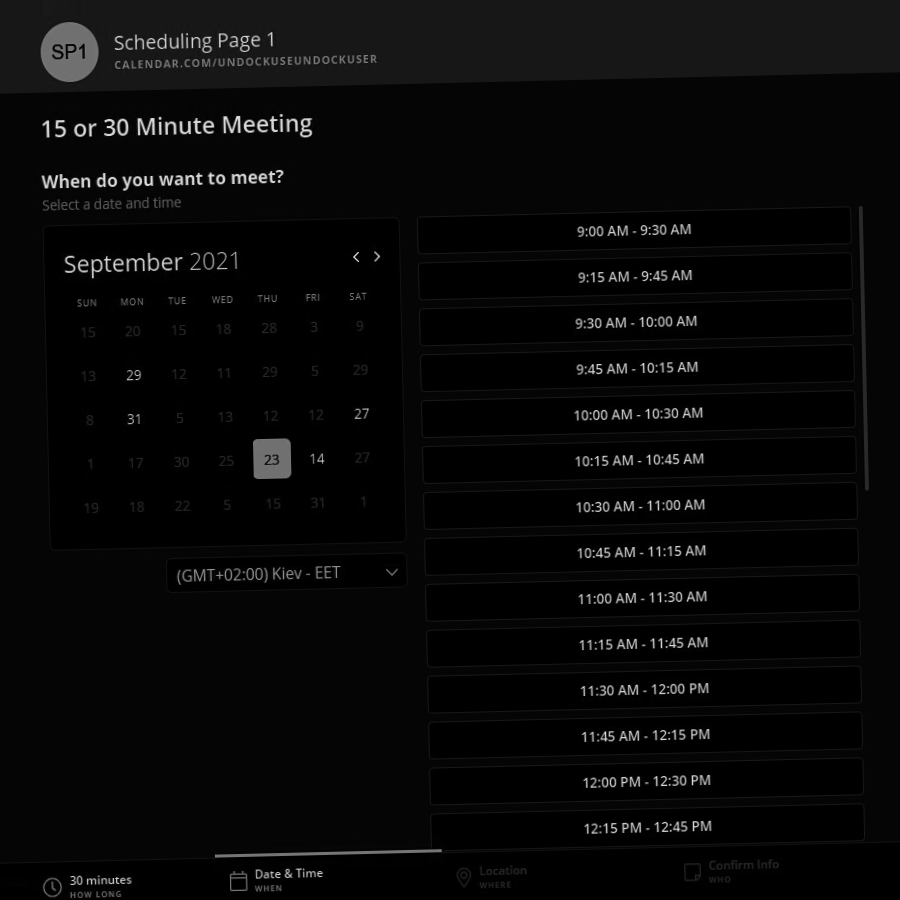 SP1
Scheduling Page 1
CALENDAR.COM/UNDOCKUSEUNDOCKUSER
15 or 30 Minute Meeting
When do you want to meet?
Select a date and time
September 2021
SUN MON TUE WED THU FRI SAT
15 20 15 18 28 3 9
13 29 12 11 29 5 29
8 31 5 13 12 12 27
1 17 30 25 23 14 27
19 18 22 5 15 31 1
(GMT+02:00) Kiev - EET
9:00 AM - 9:30 AM
9:15 AM - 9:45 AM
9:30 AM - 10:00 AM
9:45 AM - 10:15 AM
10:00 AM - 10:30 AM
10:15 AM - 10:45 AM
10:30 AM - 11:00 AM
10:45 AM - 11:15 AM
11:00 AM - 11:30 AM
11:15 AM - 11:45 AM
11:30 AM - 12:00 PM
11:45 AM - 12:15 PM
12:00 PM - 12:30 PM
12:15 PM - 12:45 PM
30 minutes
HOW LONG
Date & Time
WHEN
Location
WHERE
Confirm Info
WHO